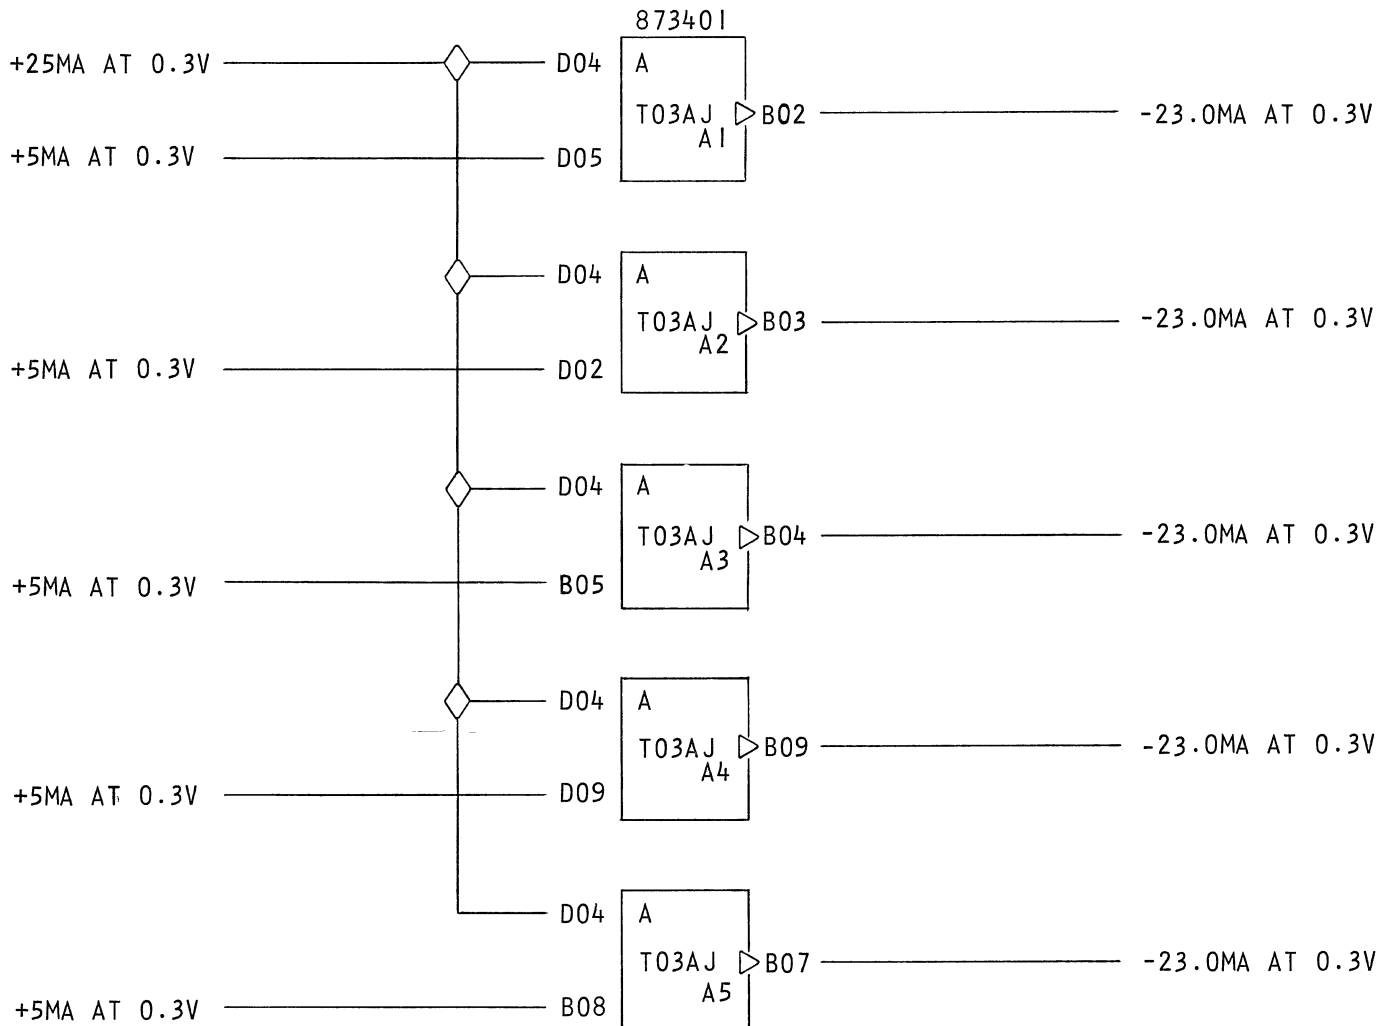 873401
+25MA AT 0.3V D04 A
T03AJ B02 -23.0MA AT 0.3V
A1
+5MA AT 0.3V D05
D04 A
T03AJ B03 -23.0MA AT 0.3V
A2
+5MA AT 0.3V D02
D04 A
T03AJ B04 -23.0MA AT 0.3V
A3
+5MA AT 0.3V B05
D04 A
T03AJ B09 -23.0MA AT 0.3V
A4
+5MA AT 0.3V D09
D04 A
T03AJ B07 -23.0MA AT 0.3V
A5
+5MA AT 0.3V B08